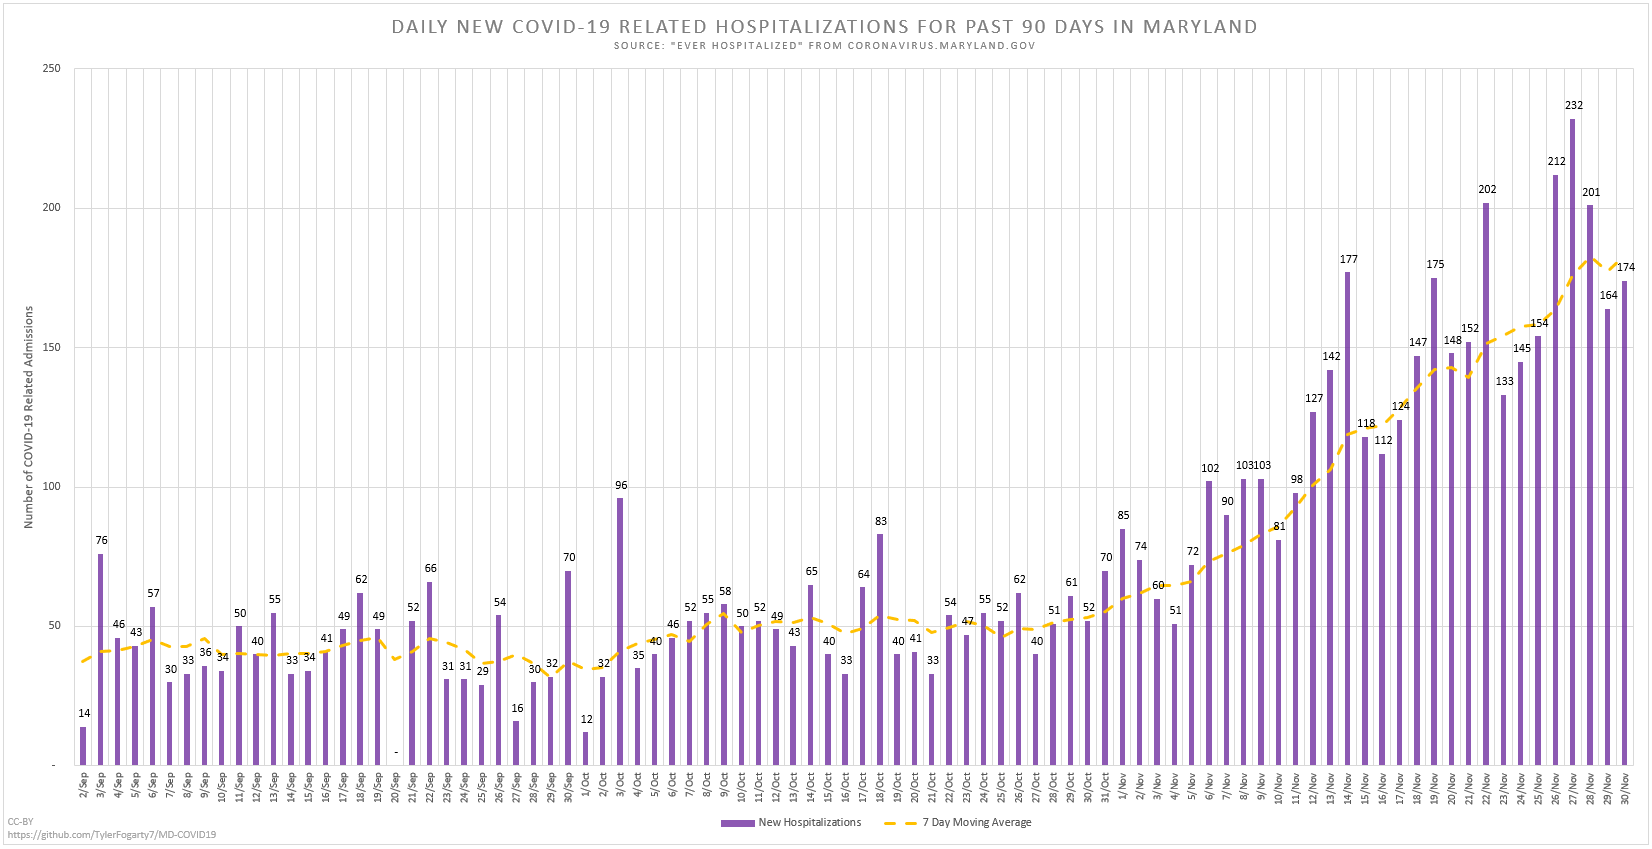 DAILY NEW COVID-19 RELATED HOSPITALIZATIONS FOR PAST 90 DAYS IN MARYLAND
SOURCE: "EVER HOSPITALIZED" FROM CORONAVIRUS.MARYLAND.GOV
Number of COVID-19 Related Admissions
250
200
150
100
50
-
14 76 46 43 57 30 33 36 34 50 40 55 33 34 41 49 62 49 - 52 66 31 31 29 54 16 30 32 70 12 32 96 35 40 46 52 55 58 50 52 49 43 65 40 33 64 83 40 41 33 54 47 55 52 62 40 51 61 52 70 85 74 60 51 72 102 90 103 103 81 98 127 142 177 118 112 124 147 175 148 152 202 133 145 154 212 232 201 164 174
2/Sep 3/Sep 4/Sep 5/Sep 6/Sep 7/Sep 8/Sep 9/Sep 10/Sep 11/Sep 12/Sep 13/Sep 14/Sep 15/Sep 16/Sep 17/Sep 18/Sep 19/Sep 20/Sep 21/Sep 22/Sep 23/Sep 24/Sep 25/Sep 26/Sep 27/Sep 28/Sep 29/Sep 30/Sep 1/Oct 2/Oct 3/Oct 4/Oct 5/Oct 6/Oct 7/Oct 8/Oct 9/Oct 10/Oct 11/Oct 12/Oct 13/Oct 14/Oct 15/Oct 16/Oct 17/Oct 18/Oct 19/Oct 20/Oct 21/Oct 22/Oct 23/Oct 24/Oct 25/Oct 26/Oct 27/Oct 28/Oct 29/Oct 30/Oct 31/Oct 1/Nov 2/Nov 3/Nov 4/Nov 5/Nov 6/Nov 7/Nov 8/Nov 9/Nov 10/Nov 11/Nov 12/Nov 13/Nov 14/Nov 15/Nov 16/Nov 17/Nov 18/Nov 19/Nov 20/Nov 21/Nov 22/Nov 23/Nov 24/Nov 25/Nov 26/Nov 27/Nov 28/Nov 29/Nov 30/Nov
New Hospitalizations 7 Day Moving Average
CC-BY
https://github.com/TylerFogarty7/MD-COVID19